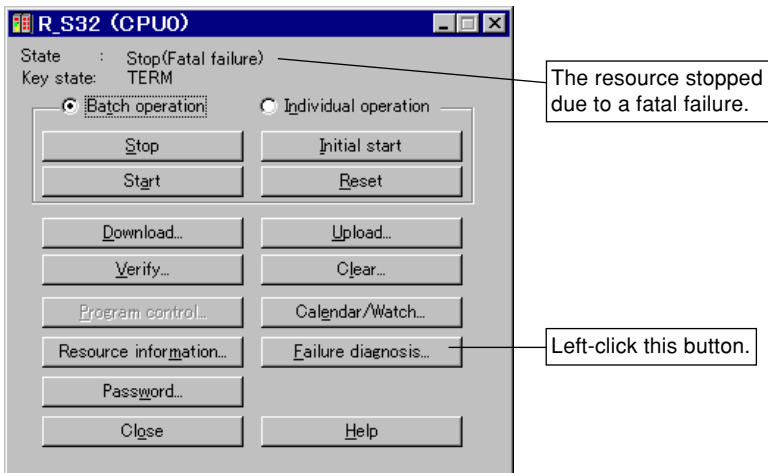 R_S32 (CPU0)
State : Stop(Fatal failure)
Key state: TERM
The resource stopped
due to a fatal failure.
Batch operation Individual operation
Stop Initial start
Start Reset
Download... Upload...
Verify... Clear...
Program control... Calendar/Watch...
Resource information... Failure diagnosis...
Left-click this button.
Password...
Close Help